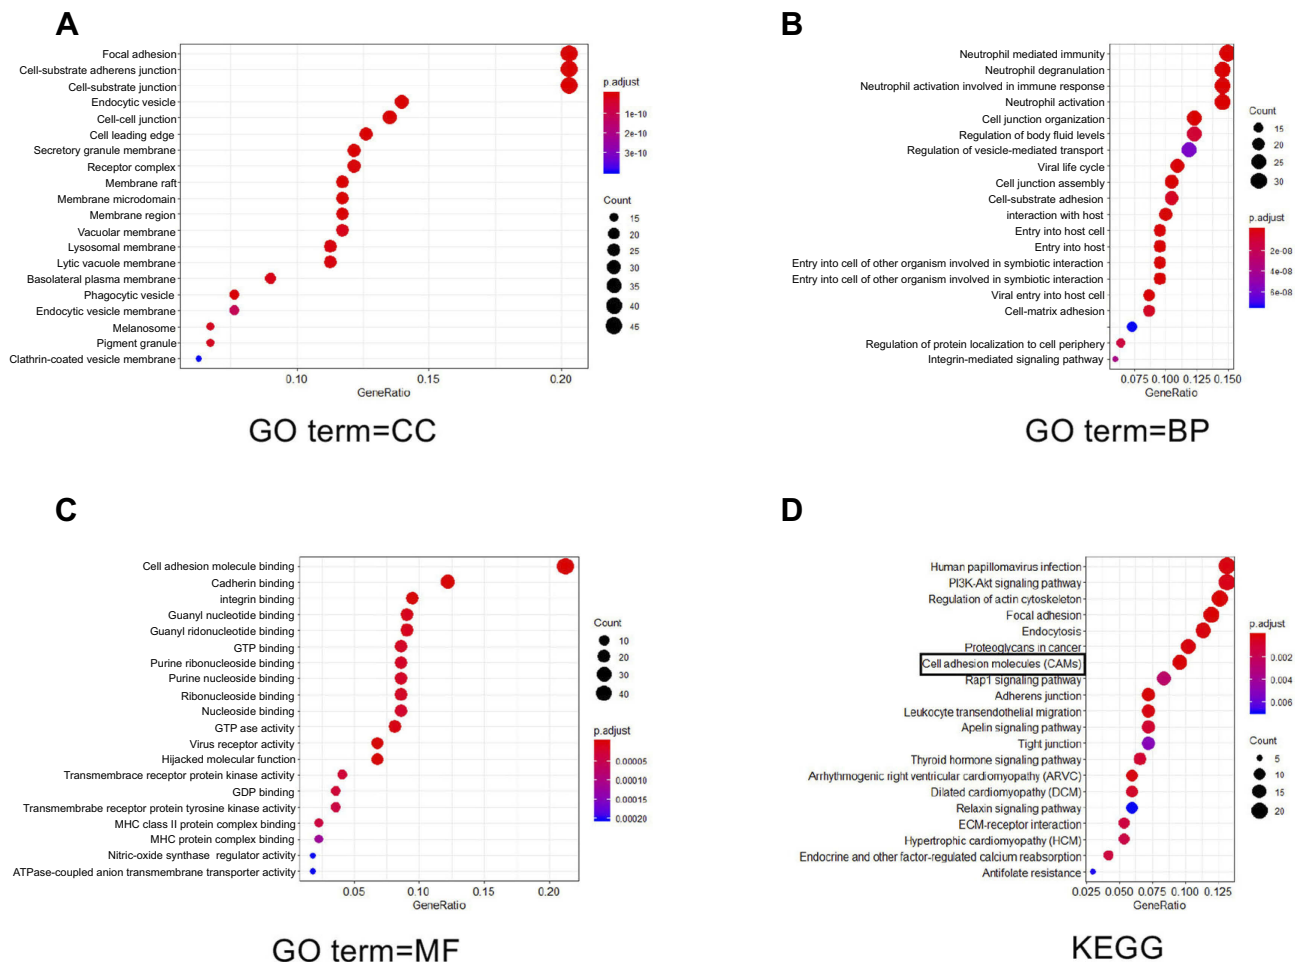 A
Focal adhesion
Cell-substrate adherens junction
Cell-substrate junction
Endocytic vesicle
Cell-cell junction
Cell leading edge
Secretory granule membrane
Receptor complex
Membrane raft
Membrane microdomain
Membrane region
Vacuolar membrane
Lysosomal membrane
Lytic vacuole membrane
Basolateral plasma membrane
Phagocytic vesicle
Endocytic vesicle membrane
Melanosome
Pigment granule
Clathrin-coated vesicle membrane
0.10 0.15 0.20
GeneRatio
p.adjust
1e-10
2e-10
3e-10
Count
15
20
25
30
35
40
45
GO term=CC
B
Neutrophil mediated immunity
Neutrophil degranulation
Neutrophil activation involved in immune response
Neutrophil activation
Cell junction organization
Regulation of body fluid levels
Regulation of vesicle-mediated transport
Viral life cycle
Cell junction assembly
Cell-substrate adhesion
interaction with host
Entry into host cell
Entry into host
Entry into cell of other organism involved in symbiotic interaction
Entry into cell of other organism involved in symbiotic interaction
Viral entry into host cell
Cell-matrix adhesion
Regulation of protein localization to cell periphery
Integrin-mediated signaling pathway
0.075 0.100 0.125 0.150
GeneRatio
Count
15
20
25
30
p.adjust
2e-08
4e-08
6e-08
GO term=BP
C
Cell adhesion molecule binding
Cadherin binding
integrin binding
Guanyl nucleotide binding
Guanyl ridonucleotide binding
GTP binding
Purine ribonucleoside binding
Purine nucleoside binding
Ribonucleoside binding
Nucleoside binding
GTP ase activity
Virus receptor activity
Hijacked molecular function
Transmembrace receptor protein kinase activity
GDP binding
Transmembrabe receptor protein tyrosine kinase activity
MHC class II protein complex binding
MHC protein complex binding
Nitric-oxide synthase regulator activity
ATPase-coupled anion transmembrane transporter activity
0.05 0.10 0.15 0.20
GeneRatio
Count
10
20
30
40
p.adjust
0.00005
0.00010
0.00015
0.00020
GO term=MF
D
Human papillomavirus infection
PI3K-Akt signaling pathway
Regulation of actin cytoskeleton
Focal adhesion
Endocytosis
Proteoglycans in cancer
Cell adhesion molecules (CAMs)
Rap1 signaling pathway
Adherens junction
Leukocyte transendothelial migration
Apelin signaling pathway
Tight junction
Thyroid hormone signaling pathway
Arrhythmogenic right ventricular cardiomyopathy (ARVC)
Dilated cardiomyopathy (DCM)
Relaxin signaling pathway
ECM-receptor interaction
Hypertrophic cardiomyopathy (HCM)
Endocrine and other factor-regulated calcium reabsorption
Antifolate resistance
0.025 0.050 0.075 0.100 0.125
GeneRatio
p.adjust
0.002
0.004
0.006
Count
5
10
15
20
KEGG